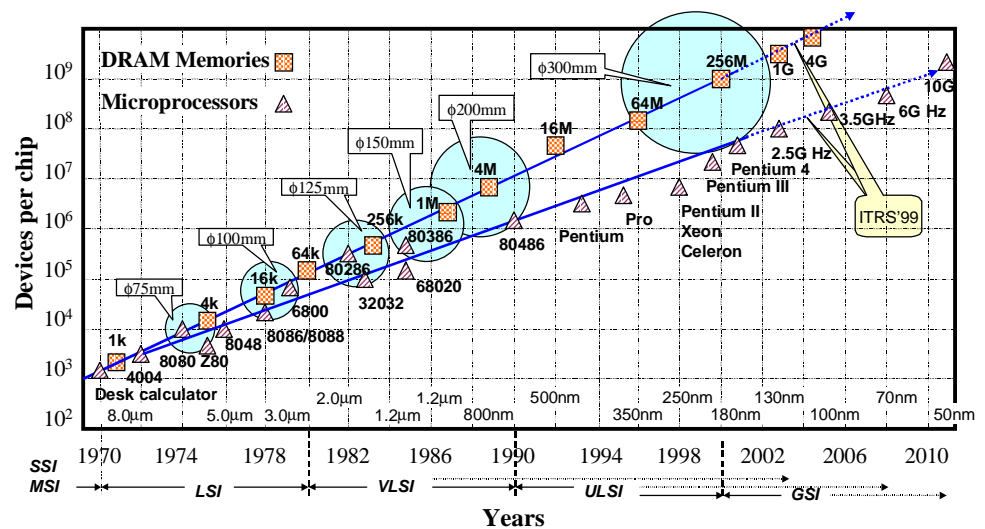 DRAM Memories
Microprocessors
Devices per chip
10⁹
10⁸
10⁷
10⁶
10⁵
10⁴
10³
10²
ϕ300mm
ϕ200mm
ϕ150mm
ϕ125mm
ϕ100mm
ϕ75mm
1k
4k
16k
64k
256k
1M
4M
16M
64M
256M
1G
4G
4004
8080 Z80
8048
8086/8088
6800
80286
32032
80386
68020
80486
Pentium
Pro
Pentium II
Xeon
Celeron
Pentium III
Pentium 4
2.5G Hz
3.5GHz
6G Hz
10G
ITRS'99
Desk calculator
8.0μm
5.0μm
3.0μm
2.0μm
1.2μm
1.2μm
800nm
500nm
350nm
250nm
180nm
130nm
100nm
70nm
50nm
1970 1974 1978 1982 1986 1990 1994 1998 2002 2006 2010
SSI
MSI
LSI
VLSI
ULSI
GSI
Years